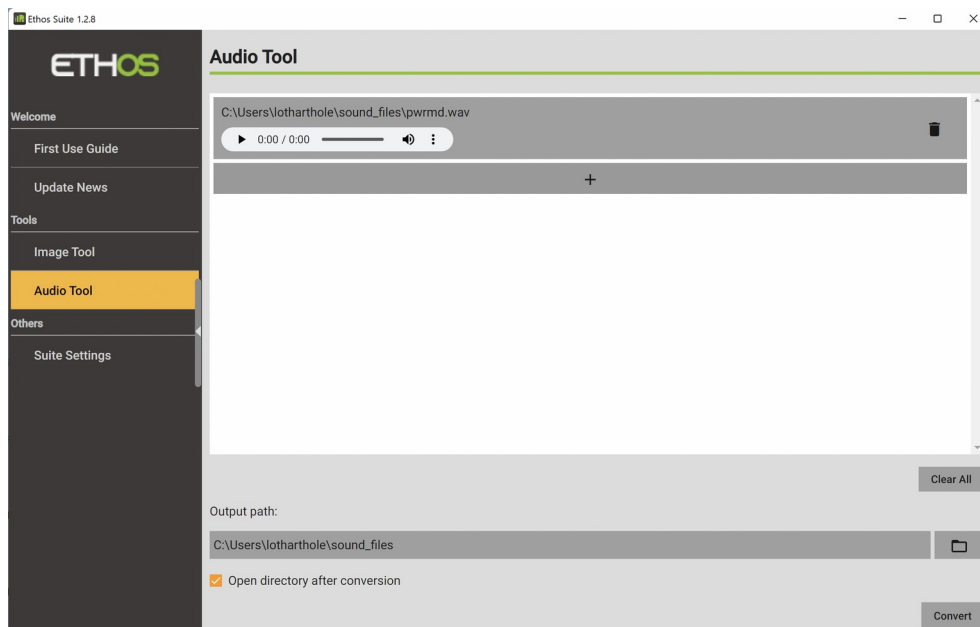 Ethos Suite 1.2.8
ETHOS
Welcome
First Use Guide
Update News
Tools
Image Tool
Audio Tool
Others
Suite Settings
Audio Tool
C:\Users\lotharthole\sound_files\pwrmd.wav
0:00 / 0:00
+
Clear All
Output path:
C:\Users\lotharthole\sound_files
Open directory after conversion
Convert